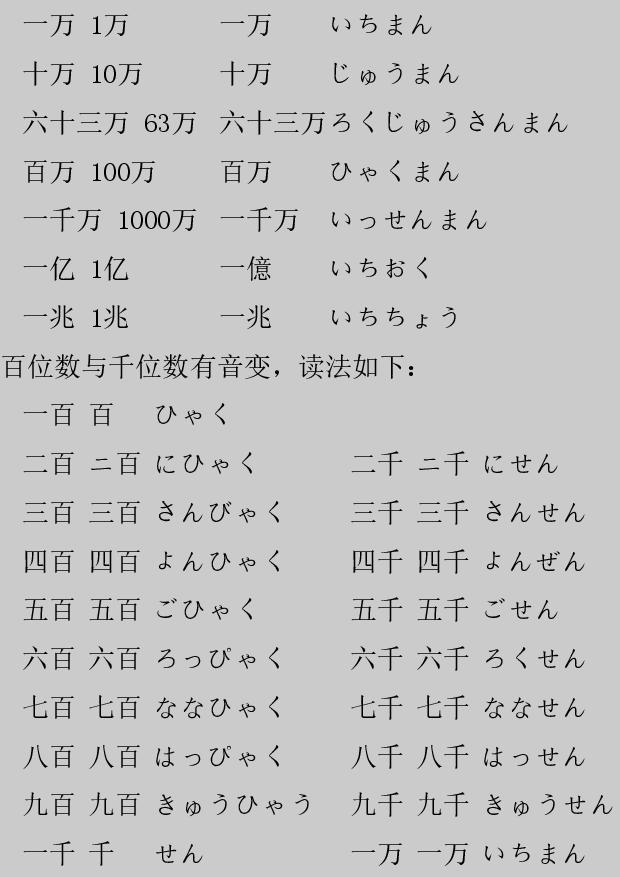 一万 1万 一万 いちまん
十万 10万 十万 じゅうまん
六十三万 63万 六十三万ろくじゅうさんまん
百万 100万 百万 ひゃくまん
一千万 1000万 一千万 いっせんまん
一亿 1亿 一億 いちおく
一兆 1兆 一兆 いちちょう
百位数与千位数有音变，读法如下：
一百 百 ひゃく
二百 ニ百 にひゃく 二千 ニ千 にせん
三百 三百 さんびゃく 三千 三千 さんせん
四百 四百 よんひゃく 四千 四千 よんぜん
五百 五百 ごひゃく 五千 五千 ごせん
六百 六百 ろっぴゃく 六千 六千 ろくせん
七百 七百 ななひゃく 七千 七千 ななせん
八百 八百 はっぴゃく 八千 八千 はっせん
九百 九百 きゅうひゃう 九千 九千 きゅうせん
一千 千 せん 一万 一万 いちまん